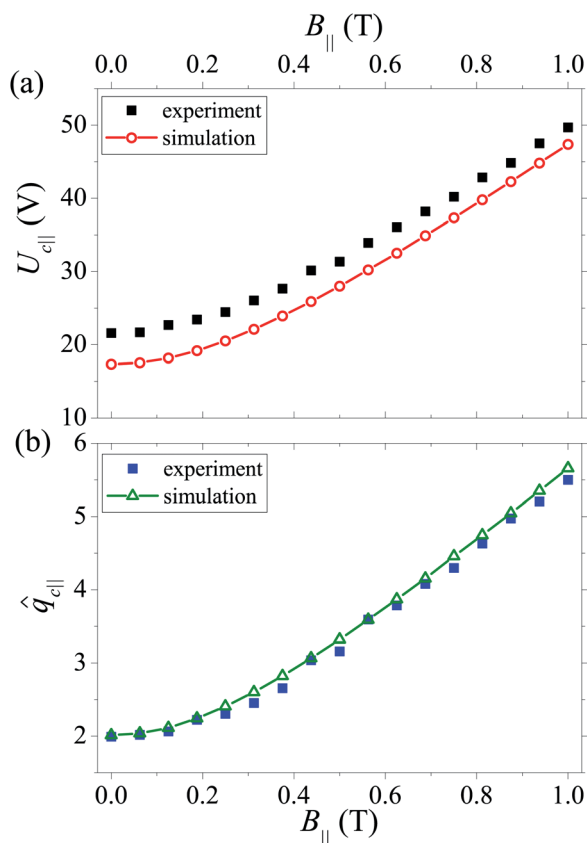 B|| (T)
0.0 0.2 0.4 0.6 0.8 1.0
(a)
experiment
simulation
50
40
30
20
10
U_c|| (V)
(b)
experiment
simulation
6
5
4
3
2
q̂_c||
0.0 0.2 0.4 0.6 0.8 1.0
B|| (T)